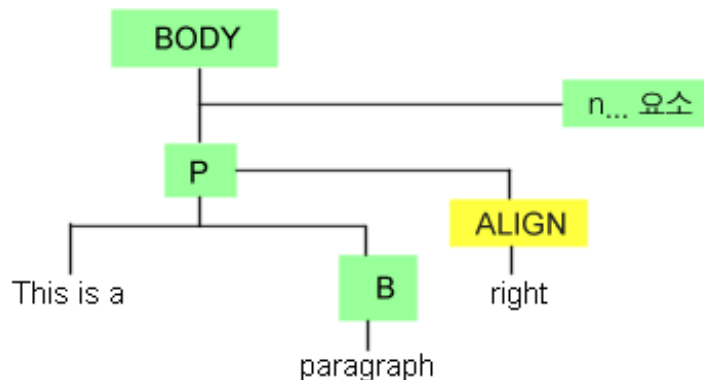 BODY
n... 요소
P
ALIGN
This is a
B
right
paragraph